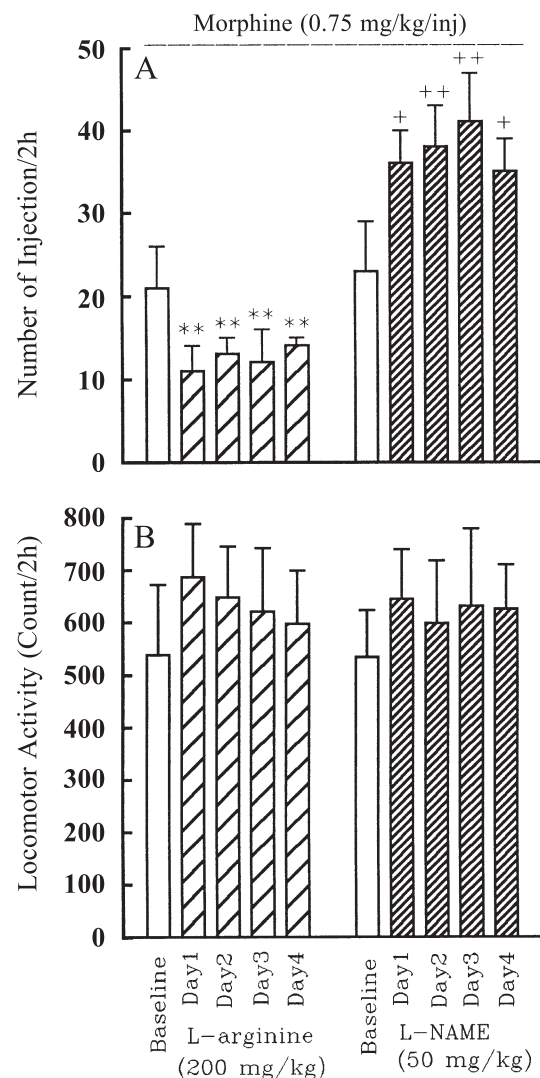 Morphine (0.75 mg/kg/inj)
A
Number of Injection/2h
50
40
30
20
10
0
**
**
**
**
+
++
++
+
B
Locomotor Activity (Count/2h)
800
700
600
500
400
300
200
100
0
Baseline
Day1
Day2
Day3
Day4
Baseline
Day1
Day2
Day3
Day4
L-arginine
(200 mg/kg)
L-NAME
(50 mg/kg)